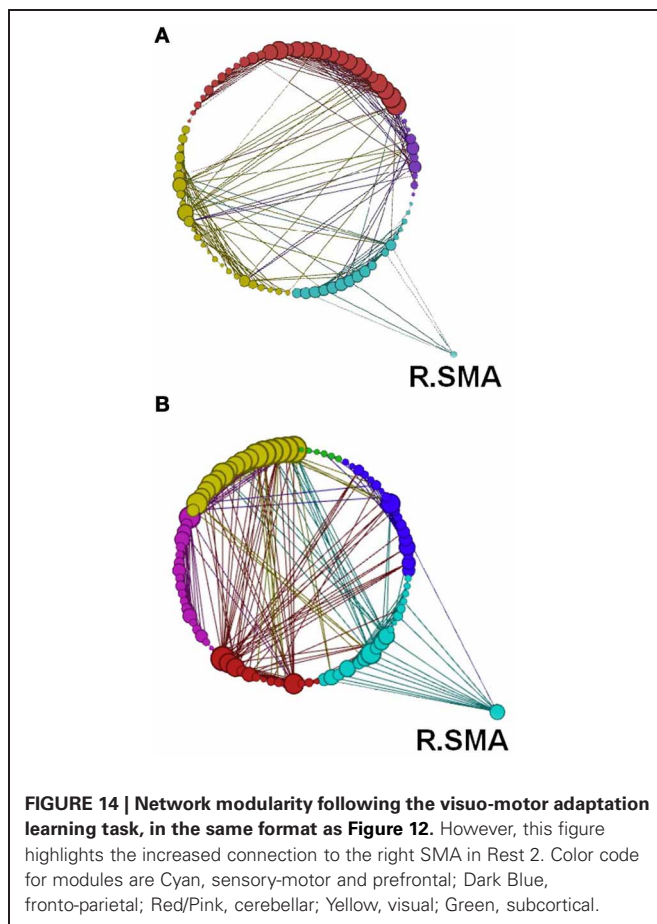 A
R.SMA
B
R.SMA
FIGURE 14 | Network modularity following the visuo-motor adaptation
learning task, in the same format as Figure 12. However, this figure
highlights the increased connection to the right SMA in Rest 2. Color code
for modules are Cyan, sensory-motor and prefrontal; Dark Blue,
fronto-parietal; Red/Pink, cerebellar; Yellow, visual; Green, subcortical.